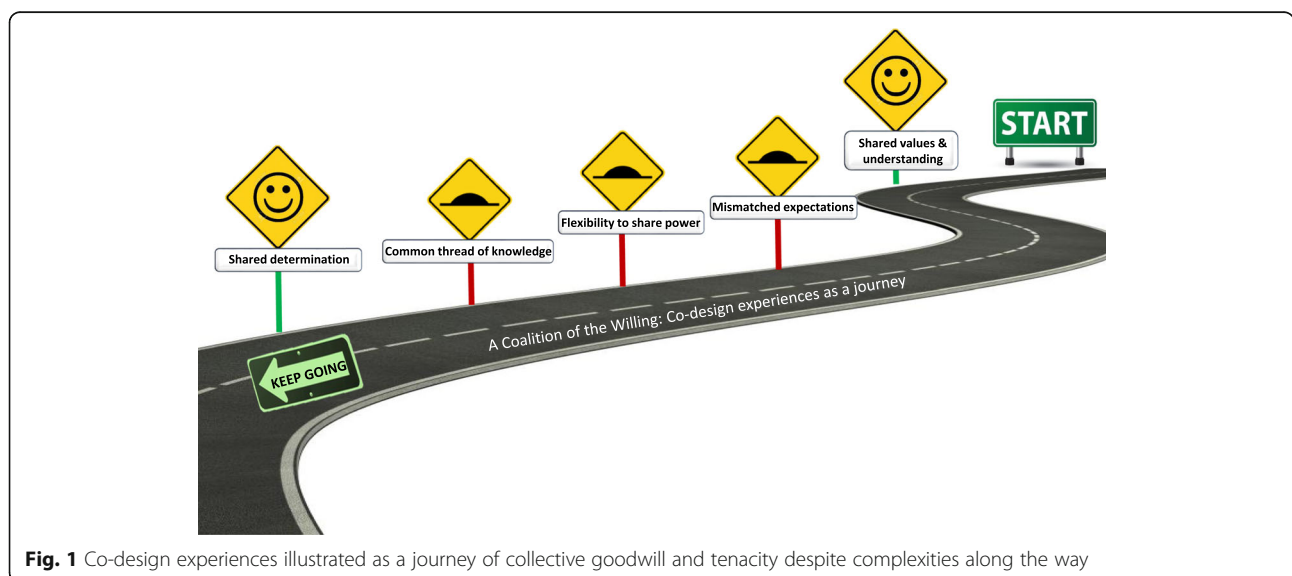 START
Shared values &
understanding
Mismatched expectations
Flexibility to share power
Common thread of knowledge
Shared determination
A Coalition of the Willing: Co-design experiences as a journey
KEEP GOING
Fig. 1 Co-design experiences illustrated as a journey of collective goodwill and tenacity despite complexities along the way